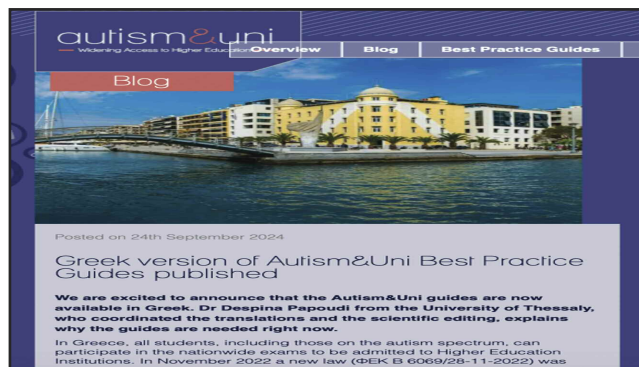 autism&uni
Widening Access to Higher Education
Overview
Blog
Best Practice Guides
Blog
Posted on 24th September 2024
Greek version of Autism&Uni Best Practice
Guides published
We are excited to announce that the Autism&Uni guides are now
available in Greek. Dr Despina Papoudi from the University of Thessaly,
who coordinated the translations and the scientific editing, explains
why the guides are needed right now.
In Greece, all students, including those on the autism spectrum, can
participate in the nationwide exams to be admitted to Higher Education
Institutions. In November 2022 a new law (ΦΕΚ Β 6069/28-11-2022) was